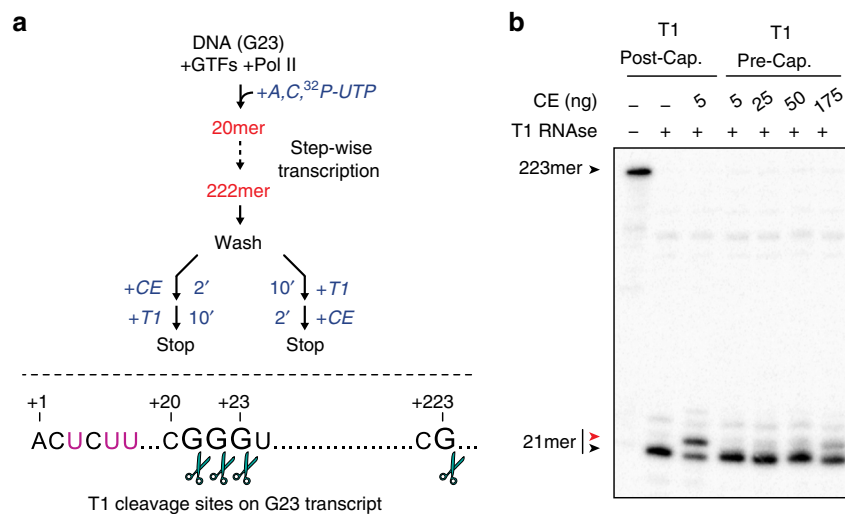 a
DNA (G23)
+GTFs +Pol II
+A,C,³²P-UTP
20mer
Step-wise
transcription
222mer
Wash
+CE 2′ 10′ +T1
+T1 10′ 2′ +CE
Stop Stop
+1 +20 +23 +223
ACUCUU...CGGGU......................CG...
T1 cleavage sites on G23 transcript
b
T1 T1
Post-Cap. Pre-Cap.
CE (ng) – – 5 5 25 50 175
T1 RNAse – + + + + + +
223mer
21mer